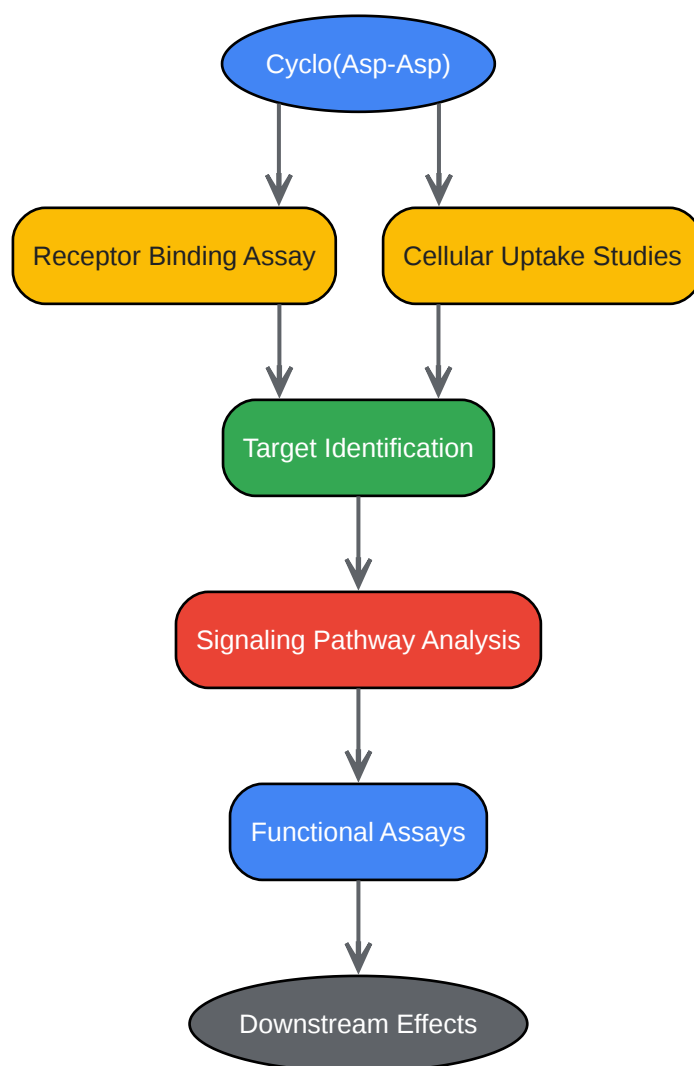 Cyclo(Asp-Asp)
Receptor Binding Assay
Cellular Uptake Studies
Target Identification
Signaling Pathway Analysis
Functional Assays
Downstream Effects